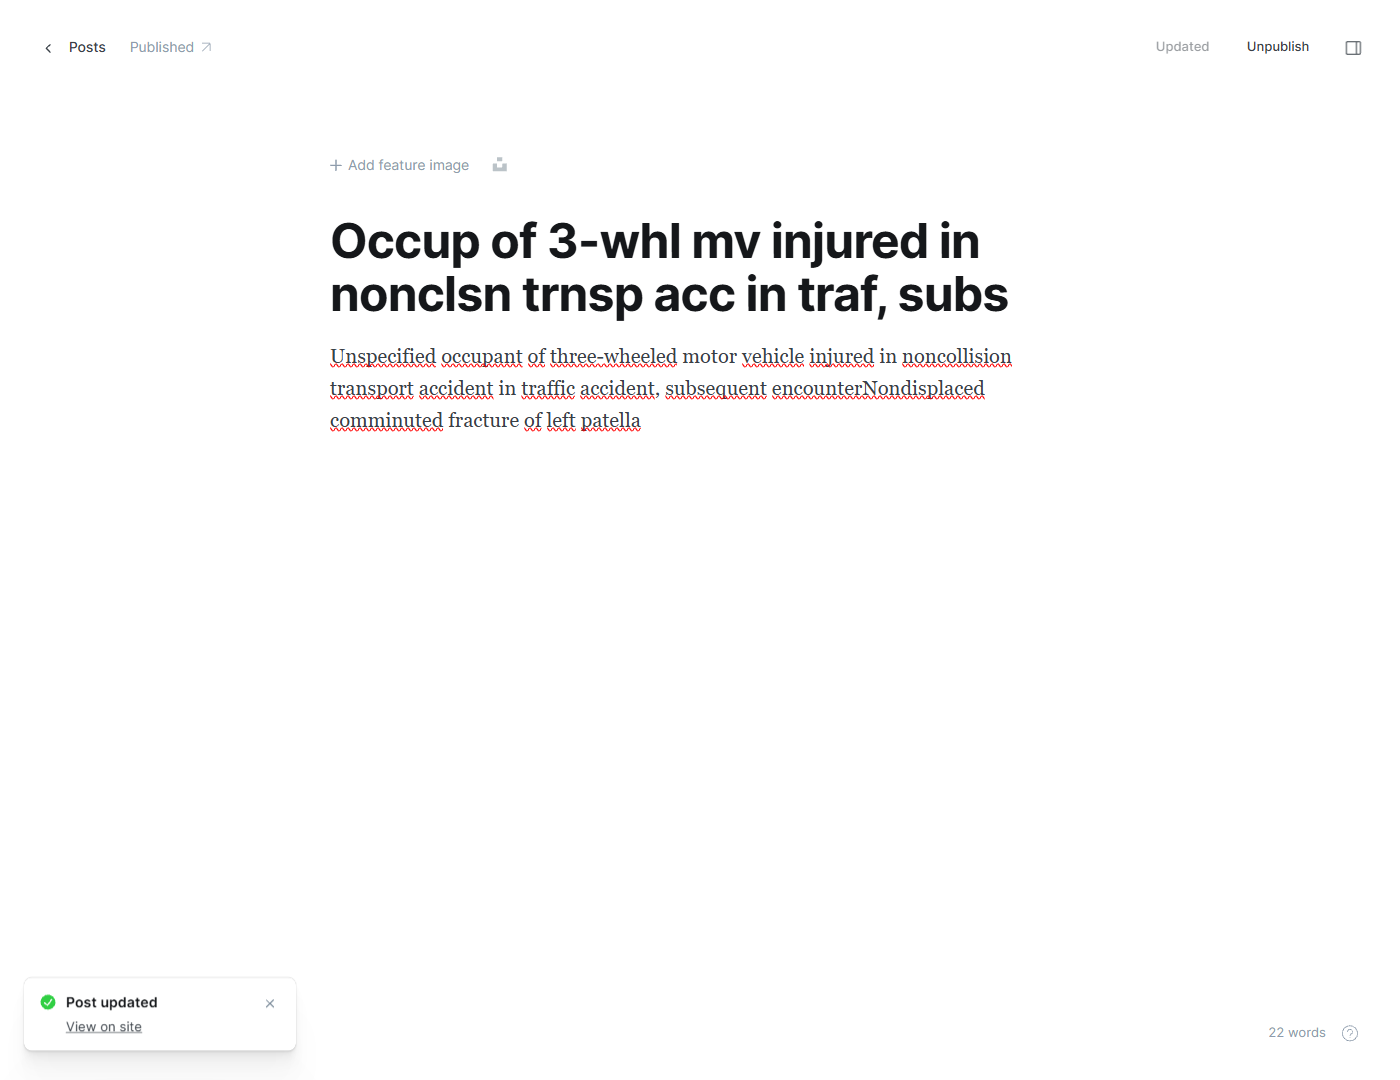 Posts Published
Updated Unpublish
Add feature image
Occup of 3-whl mv injured in
nonclsn trnsp acc in traf, subs
Unspecified occupant of three-wheeled motor vehicle injured in noncollision
transport accident in traffic accident, subsequent encounterNondisplaced
comminuted fracture of left patella
Post updated
View on site
22 words